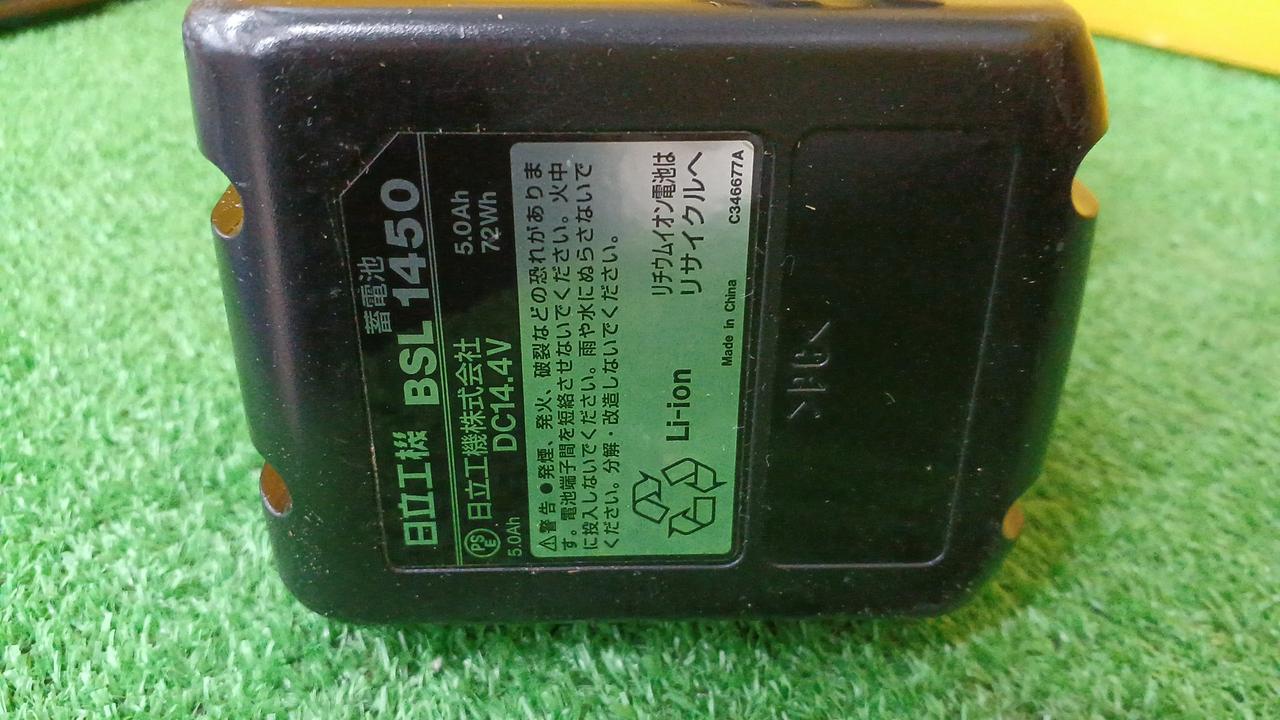 蓄電池
日立工機 BSL 1450
PS
E
日立工機株式会社 5.0Ah
DC14.4V 72Wh
5.0Ah
⚠警告 ●発煙、発火、破裂などの恐れがありま
す。電池端子間を短絡させないでください。火中
に投入しないでください。雨や水にぬらさないで
ください。分解・改造しないでください。
リチウムイオン電池は
Li-ion リサイクルへ
Made in China C346677A
>PC<